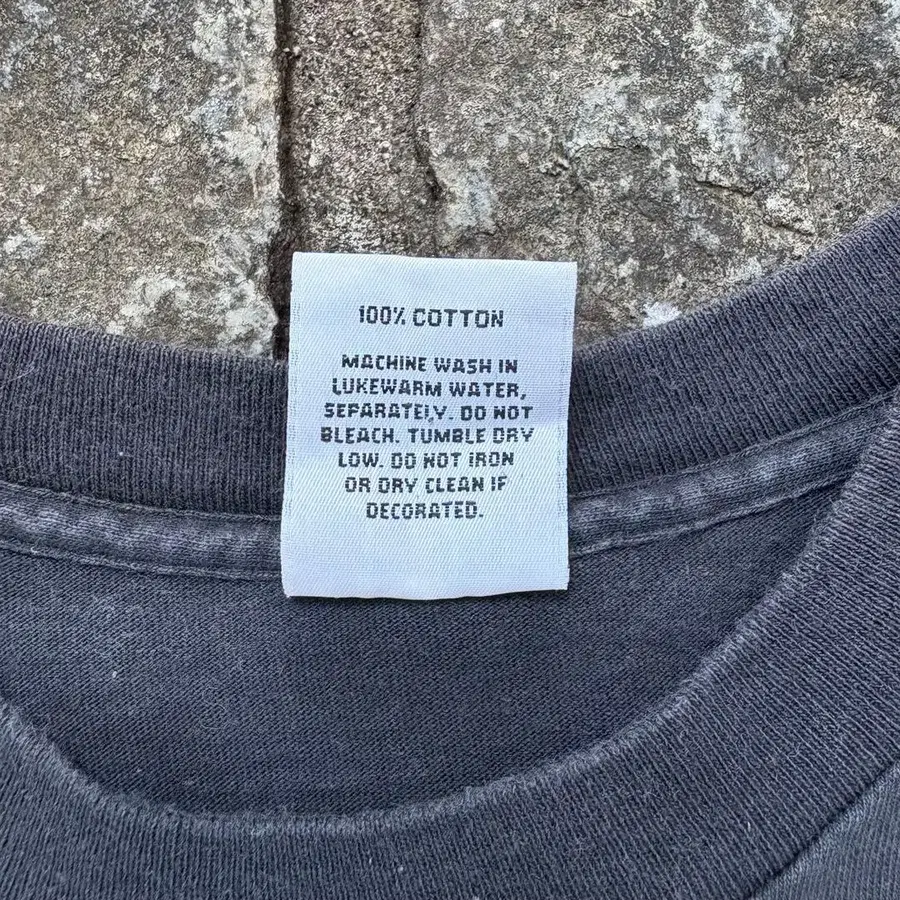 100% COTTON
MACHINE WASH IN
LUKEWARM WATER,
SEPARATELY. DO NOT
BLEACH. TUMBLE DRY
LOW. DO NOT IRON
OR DRY CLEAN IF
DECORATED.